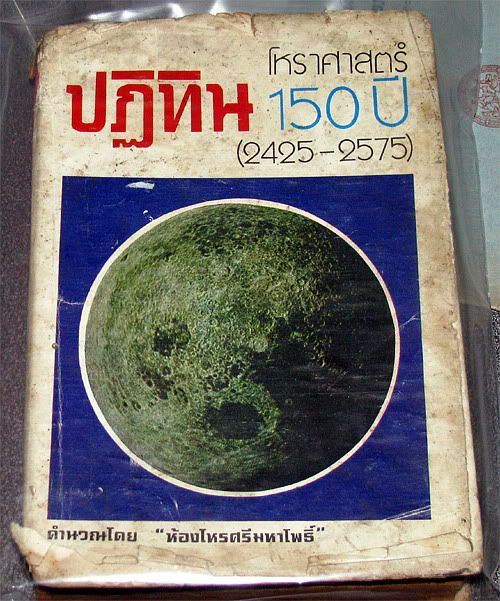 โหราศาสตร์
ปฏิทิน 150 ปี
(2425-2575)
คำนวณโดย "ห้องโหรศรีมหาโพธิ์"